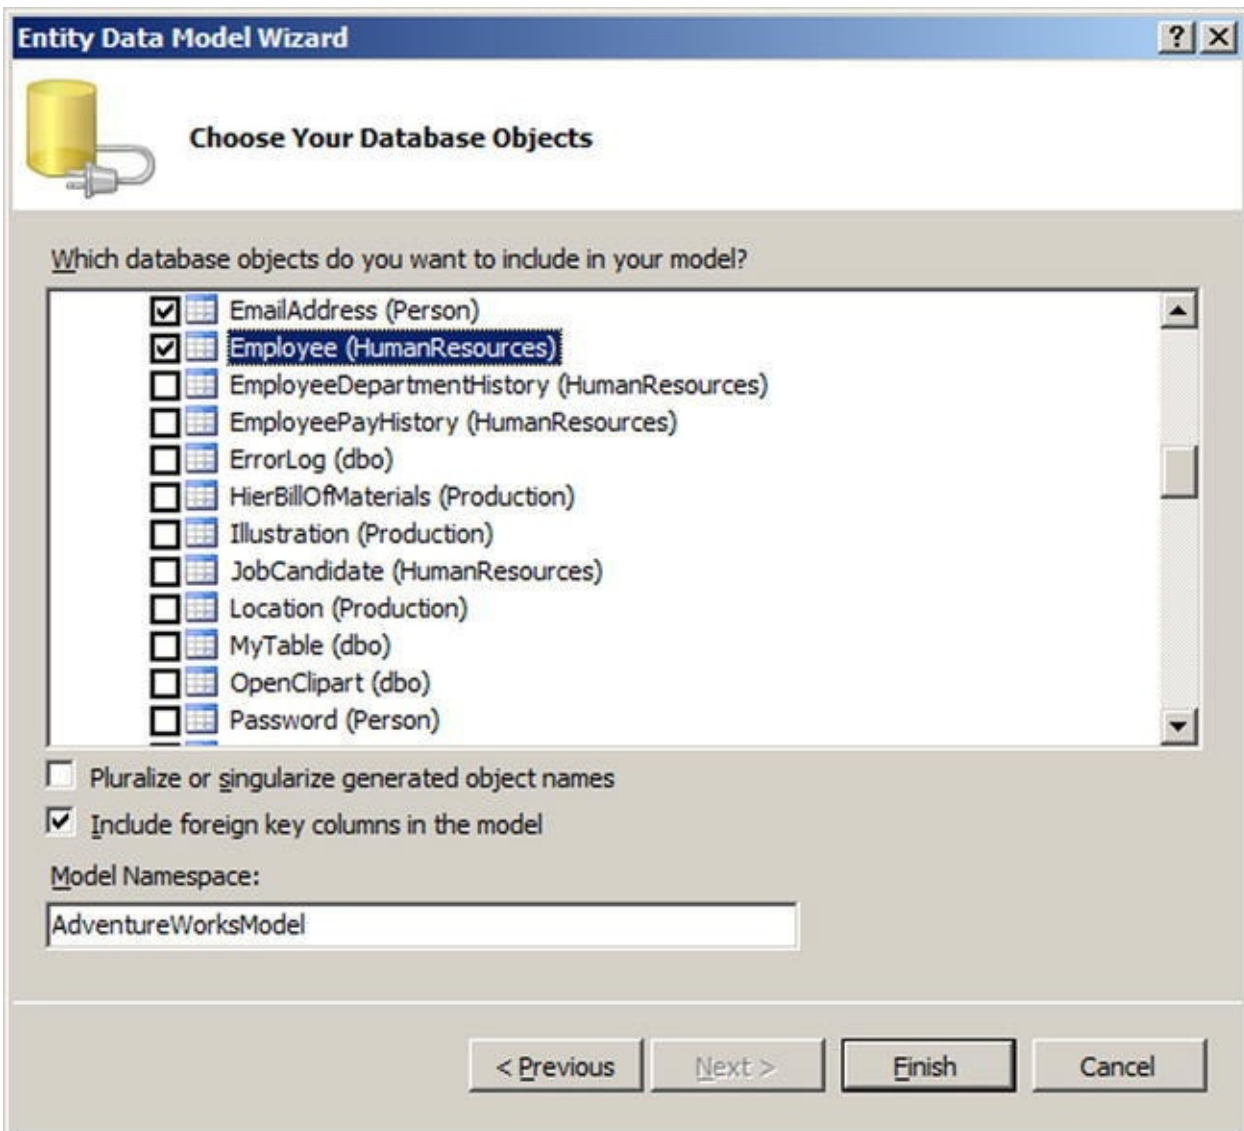 Entity Data Model Wizard
Choose Your Database Objects
Which database objects do you want to include in your model?
EmailAddress (Person)
Employee (HumanResources)
EmployeeDepartmentHistory (HumanResources)
EmployeePayHistory (HumanResources)
ErrorLog (dbo)
HierBillOfMaterials (Production)
Illustration (Production)
JobCandidate (HumanResources)
Location (Production)
MyTable (dbo)
OpenClipart (dbo)
Password (Person)
Pluralize or singularize generated object names
Include foreign key columns in the model
Model Namespace:
AdventureWorksModel
< Previous Next > Finish Cancel